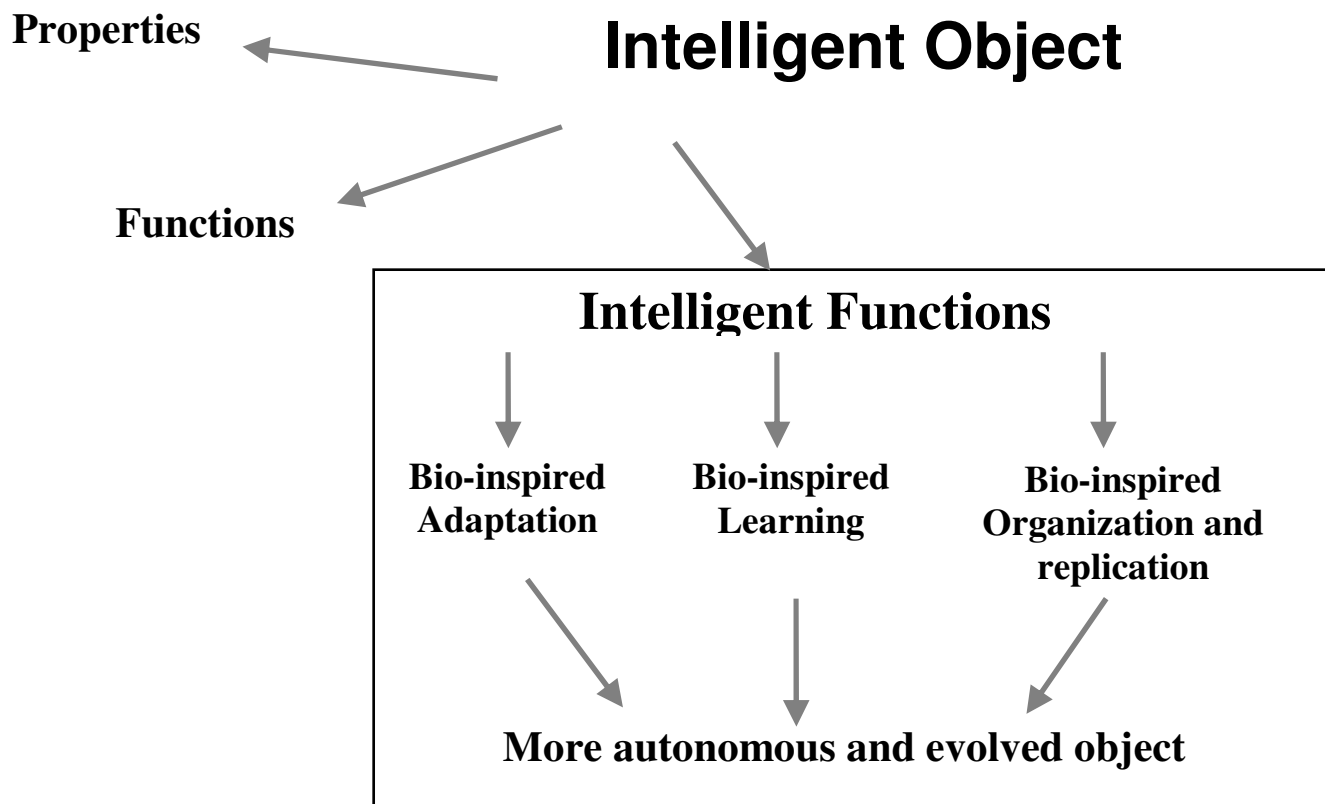 Properties
Intelligent Object
Functions
Intelligent Functions
Bio-inspired
Adaptation
Bio-inspired
Learning
Bio-inspired
Organization and
replication
More autonomous and evolved object